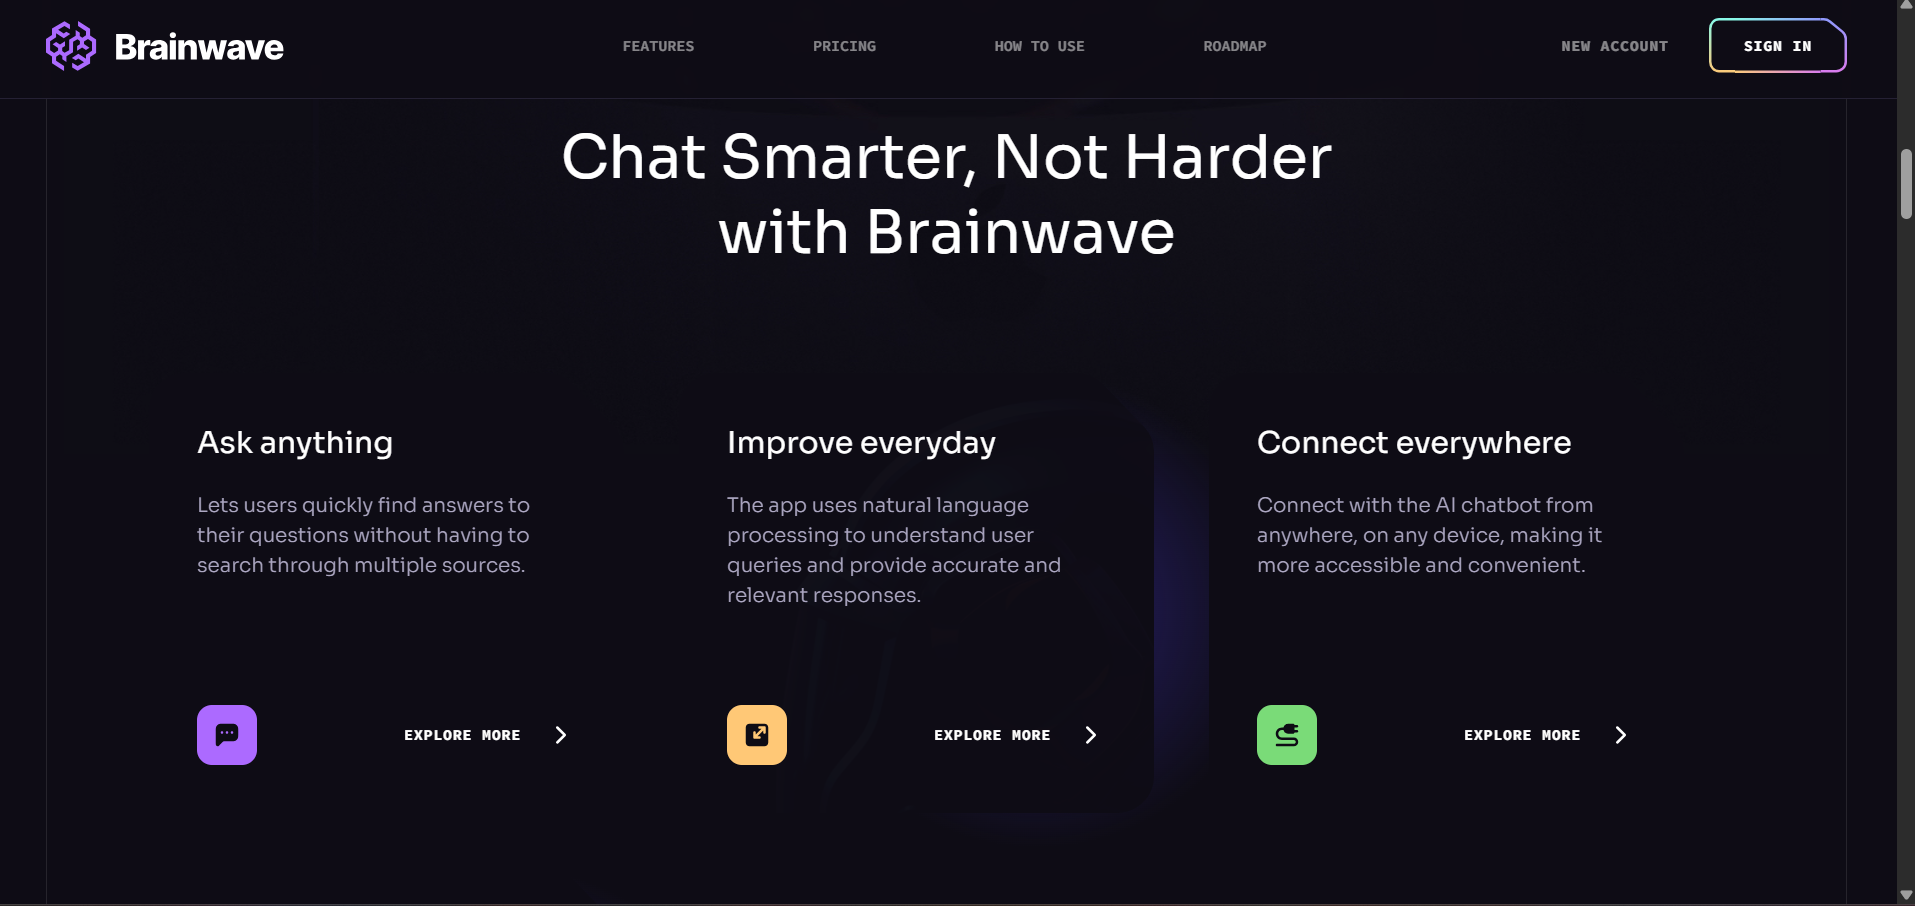 Brainwave
FEATURES
PRICING
HOW TO USE
ROADMAP
NEW ACCOUNT
SIGN IN
Chat Smarter, Not Harder
with Brainwave
Ask anything
Lets users quickly find answers to
their questions without having to
search through multiple sources.
EXPLORE MORE
Improve everyday
The app uses natural language
processing to understand user
queries and provide accurate and
relevant responses.
EXPLORE MORE
Connect everywhere
Connect with the AI chatbot from
anywhere, on any device, making it
more accessible and convenient.
EXPLORE MORE